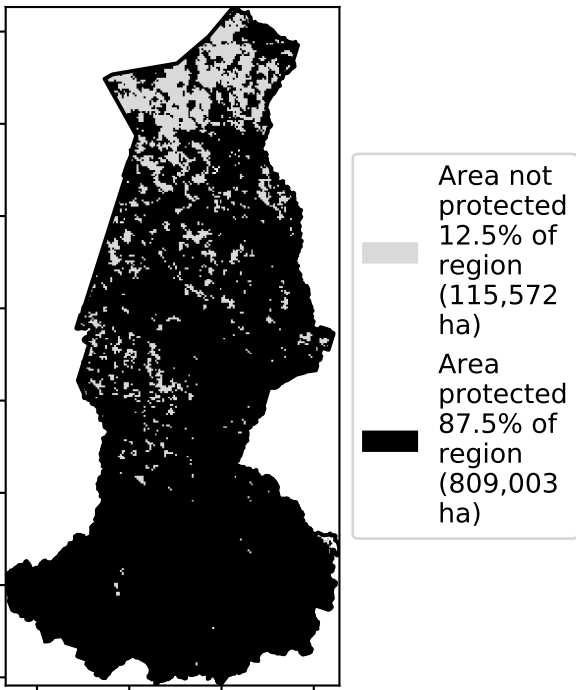 Area not
protected
12.5% of
region
(115,572
ha)
Area
protected
87.5% of
region
(809,003
ha)